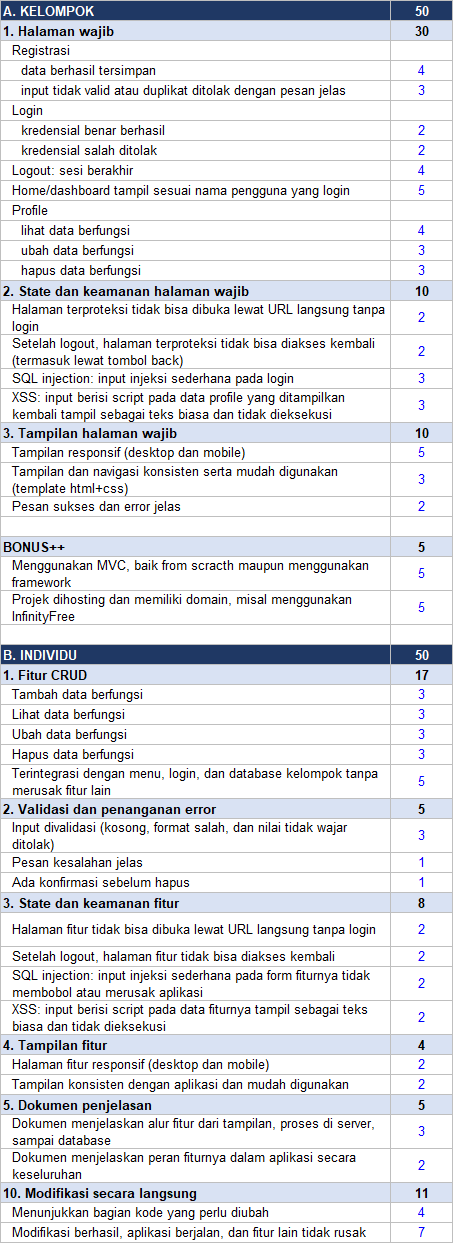 A. KELOMPOK 50
1. Halaman wajib 30
Registrasi
data berhasil tersimpan 4
input tidak valid atau duplikat ditolak dengan pesan jelas 3
Login
kredensial benar berhasil 2
kredensial salah ditolak 2
Logout: sesi berakhir 4
Home/dashboard tampil sesuai nama pengguna yang login 5
Profile
lihat data berfungsi 4
ubah data berfungsi 3
hapus data berfungsi 3
2. State dan keamanan halaman wajib 10
Halaman terproteksi tidak bisa dibuka lewat URL langsung tanpa
login 2
Setelah logout, halaman terproteksi tidak bisa diakses kembali
(termasuk lewat tombol back) 2
SQL injection: input injeksi sederhana pada login 3
XSS: input berisi script pada data profile yang ditampilkan
kembali tampil sebagai teks biasa dan tidak dieksekusi 3
3. Tampilan halaman wajib 10
Tampilan responsif (desktop dan mobile) 5
Tampilan dan navigasi konsisten serta mudah digunakan
(template html+css) 3
Pesan sukses dan error jelas 2
BONUS++ 5
Menggunakan MVC, baik from scracth maupun menggunakan
framework 5
Projek dihosting dan memiliki domain, misal menggunakan
InfinityFree 5
B. INDIVIDU 50
1. Fitur CRUD 17
Tambah data berfungsi 3
Lihat data berfungsi 3
Ubah data berfungsi 3
Hapus data berfungsi 3
Terintegrasi dengan menu, login, dan database kelompok tanpa
merusak fitur lain 5
2. Validasi dan penanganan error 5
Input divalidasi (kosong, format salah, dan nilai tidak wajar
ditolak) 3
Pesan kesalahan jelas 1
Ada konfirmasi sebelum hapus 1
3. State dan keamanan fitur 8
Halaman fitur tidak bisa dibuka lewat URL langsung tanpa login 2
Setelah logout, halaman fitur tidak bisa diakses kembali 2
SQL injection: input injeksi sederhana pada form fiturnya tidak
membobol atau merusak aplikasi 2
XSS: input berisi script pada data fiturnya tampil sebagai teks
biasa dan tidak dieksekusi 2
4. Tampilan fitur 4
Halaman fitur responsif (desktop dan mobile) 2
Tampilan konsisten dengan aplikasi dan mudah digunakan 2
5. Dokumen penjelasan 5
Dokumen menjelaskan alur fitur dari tampilan, proses di server,
sampai database 3
Dokumen menjelaskan peran fiturnya dalam aplikasi secara
keseluruhan 2
10. Modifikasi secara langsung 11
Menunjukkan bagian kode yang perlu diubah 4
Modifikasi berhasil, aplikasi berjalan, dan fitur lain tidak rusak 7